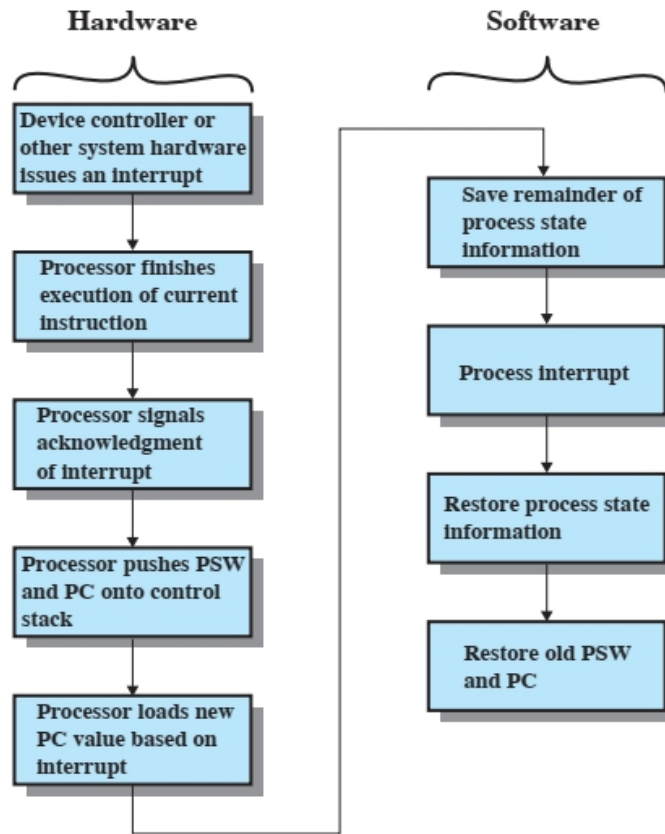 Hardware
Device controller or
other system hardware
issues an interrupt
Processor finishes
execution of current
instruction
Processor signals
acknowledgment
of interrupt
Processor pushes PSW
and PC onto control
stack
Processor loads new
PC value based on
interrupt
Software
Save remainder of
process state
information
Process interrupt
Restore process state
information
Restore old PSW
and PC